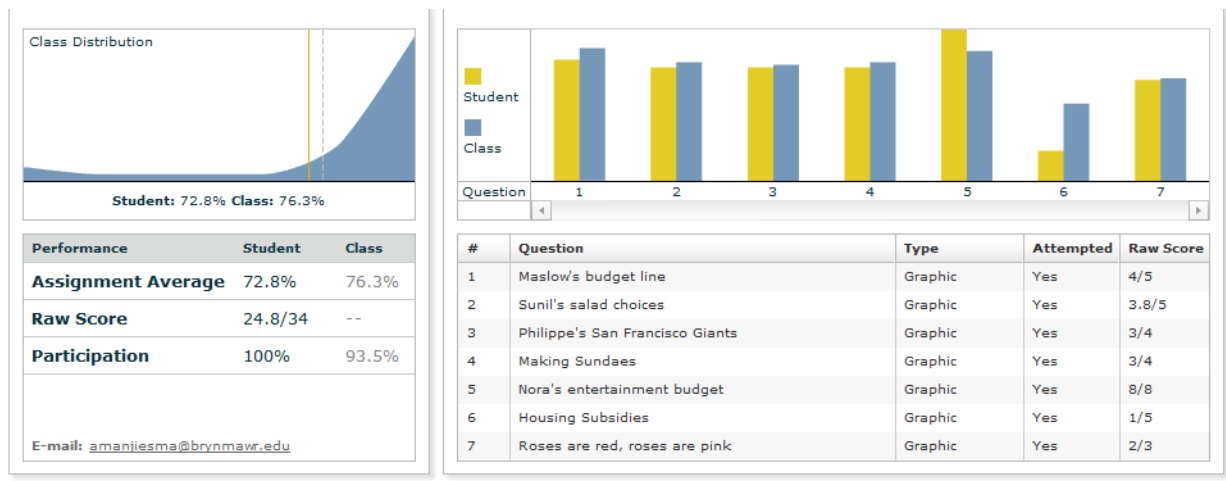 Class Distribution
Student: 72.8% Class: 76.3%
Performance Student Class
Assignment Average 72.8% 76.3%
Raw Score 24.8/34 --
Participation 100% 93.5%
E-mail: amanjiesma@brynmawr.edu
Student
Class
Question 1 2 3 4 5 6 7
# Question Type Attempted Raw Score
1 Maslow's budget line Graphic Yes 4/5
2 Sunil's salad choices Graphic Yes 3.8/5
3 Philippe's San Francisco Giants Graphic Yes 3/4
4 Making Sundaes Graphic Yes 3/4
5 Nora's entertainment budget Graphic Yes 8/8
6 Housing Subsidies Graphic Yes 1/5
7 Roses are red, roses are pink Graphic Yes 2/3